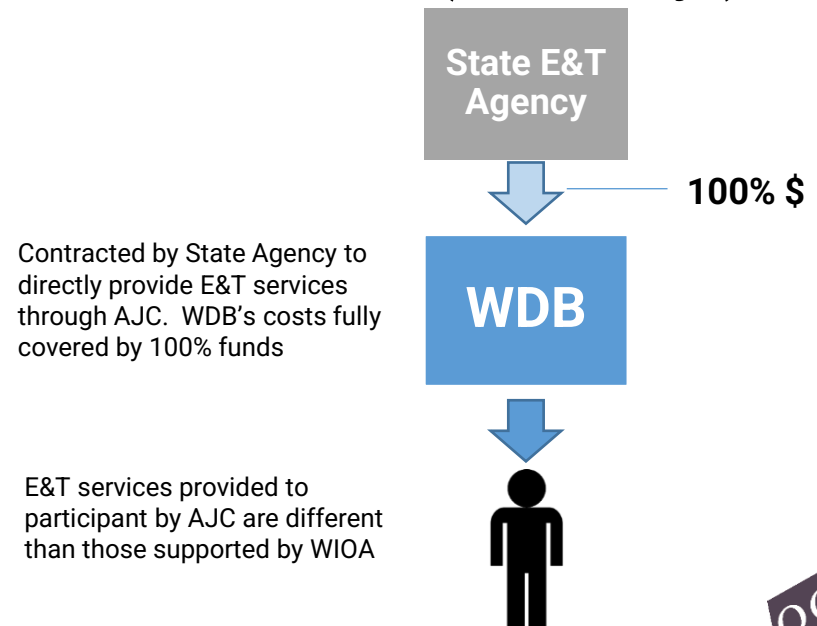 State E&T
Agency
100% $
Contracted by State Agency to
directly provide E&T services
through AJC.  WDB's costs fully
covered by 100% funds
WDB
E&T services provided to
participant by AJC are different
than those supported by WIOA